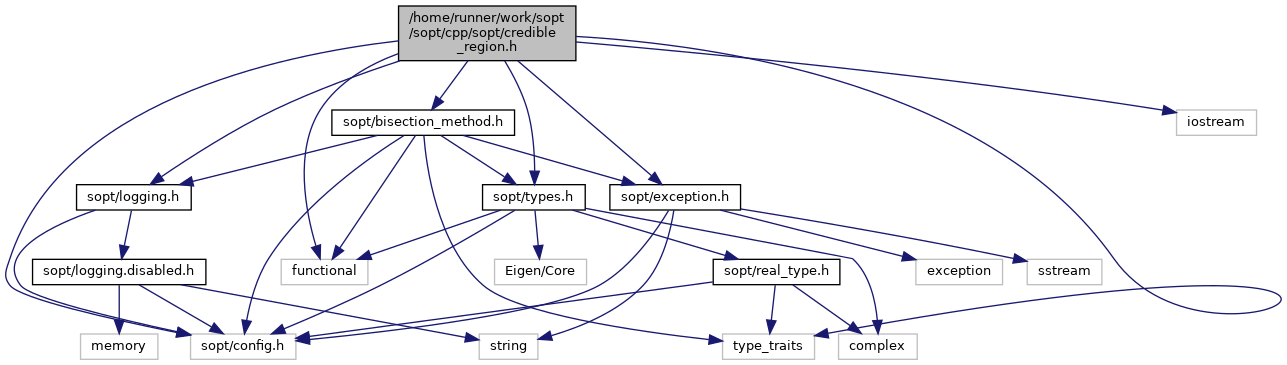 /home/runner/work/sopt
/sopt/cpp/sopt/credible
_region.h
sopt/bisection_method.h
iostream
sopt/logging.h
sopt/types.h
sopt/exception.h
sopt/logging.disabled.h
functional
Eigen/Core
sopt/real_type.h
exception
sstream
memory
sopt/config.h
string
type_traits
complex